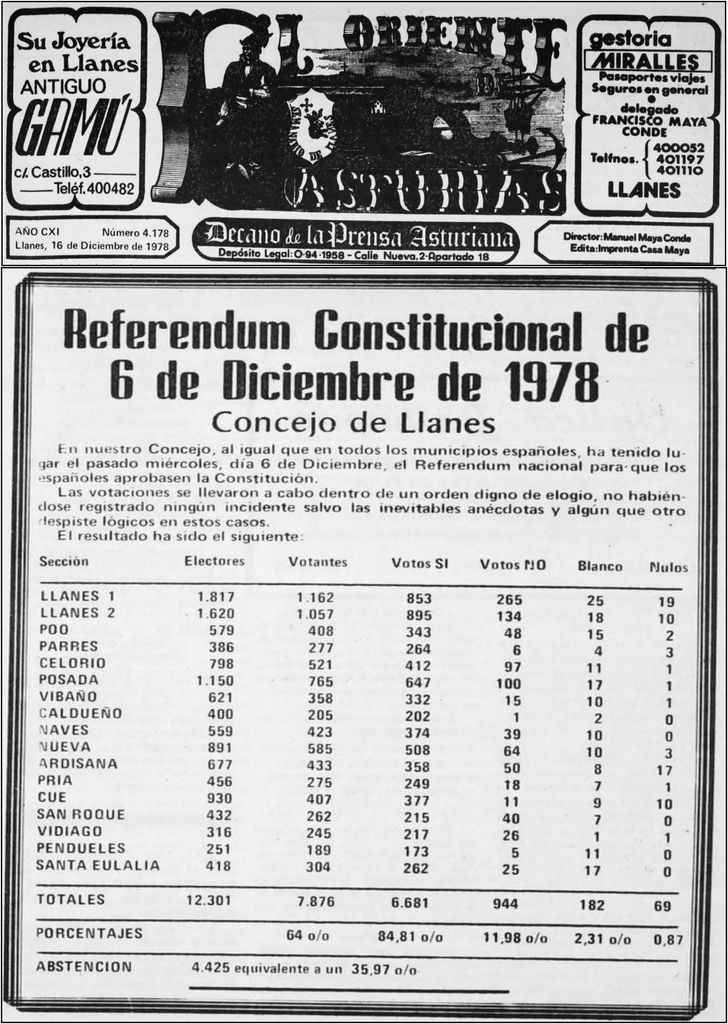 Su Joyería
en Llanes
ANTIGUO
GAMÚ
c/. Castillo,3
Teléf.400482
EL ORIENTE
DE
ASTURIAS
gestoria
MIRALLES
Pasaportes viajes
Seguros en general
delegado
FRANCISCO MAYA
CONDE
Telfnos. { 400052
401197
401110
LLANES
AÑO CXI Número 4.178
Llanes, 16 de Diciembre de 1978
Decano de la Prensa Asturiana
Depósito Legal: O-94-1958 - Calle Nueva, 2-Apartado 18
Director: Manuel Maya Conde
Edita: Imprenta Casa Maya
Referendum Constitucional de
6 de Diciembre de 1978
Concejo de Llanes
En nuestro Concejo, al igual que en todos los municipios españoles, ha tenido lu-
gar el pasado miércoles, día 6 de Diciembre, el Referendum nacional para que los
españoles aprobasen la Constitución.
Las votaciones se llevaron a cabo dentro de un orden digno de elogio, no habién-
dose registrado ningún incidente salvo las inevitables anécdotas y algún que otro
despiste lógicos en estos casos.
El resultado ha sido el siguiente:
Sección Electores Votantes Votos SI Votos NO Blanco Nulos
LLANES 1 1.817 1.162 853 265 25 19
LLANES 2 1.620 1.057 895 134 18 10
POO 579 408 343 48 15 2
PARRES 386 277 264 6 4 3
CELORIO 798 521 412 97 11 1
POSADA 1.150 765 647 100 17 1
VIBAÑO 621 358 332 15 10 1
CALDUEÑO 400 205 202 1 2 0
NAVES 559 423 374 39 10 0
NUEVA 891 585 508 64 10 3
ARDISANA 677 433 358 50 8 17
PRIA 456 275 249 18 7 1
CUE 930 407 377 11 9 10
SAN ROQUE 432 262 215 40 7 0
VIDIAGO 316 245 217 26 1 1
PENDUELES 251 189 173 5 11 0
SANTA EULALIA 418 304 262 25 17 0
TOTALES 12.301 7.876 6.681 944 182 69
PORCENTAJES 64 o/o 84,81 o/o 11,98 o/o 2,31 o/o 0,87
ABSTENCION 4.425 equivalente a un 35,97 o/o